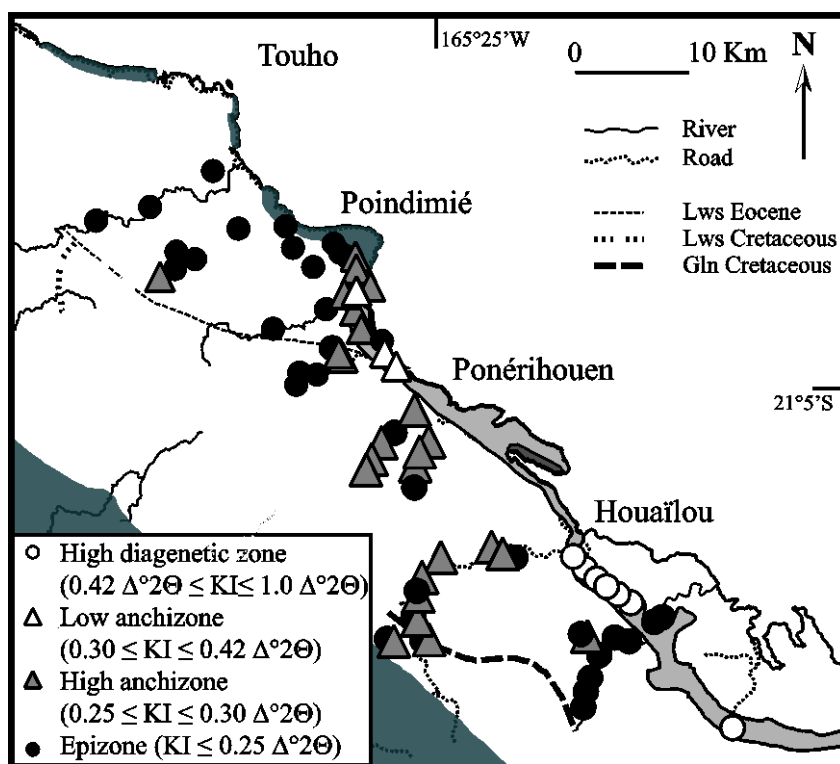 Touho
165°25'W
0 10 Km
N
River
Road
Poindimié
Lws Eocene
Lws Cretaceous
Gln Cretaceous
Ponérihouen
21°5'S
Houaïlou
High diagenetic zone
(0.42 Δ°2Θ ≤ KI≤ 1.0 Δ°2Θ)
Low anchizone
(0.30 ≤ KI ≤ 0.42 Δ°2Θ)
High anchizone
(0.25 ≤ KI ≤ 0.30 Δ°2Θ)
Epizone (KI ≤ 0.25 Δ°2Θ)